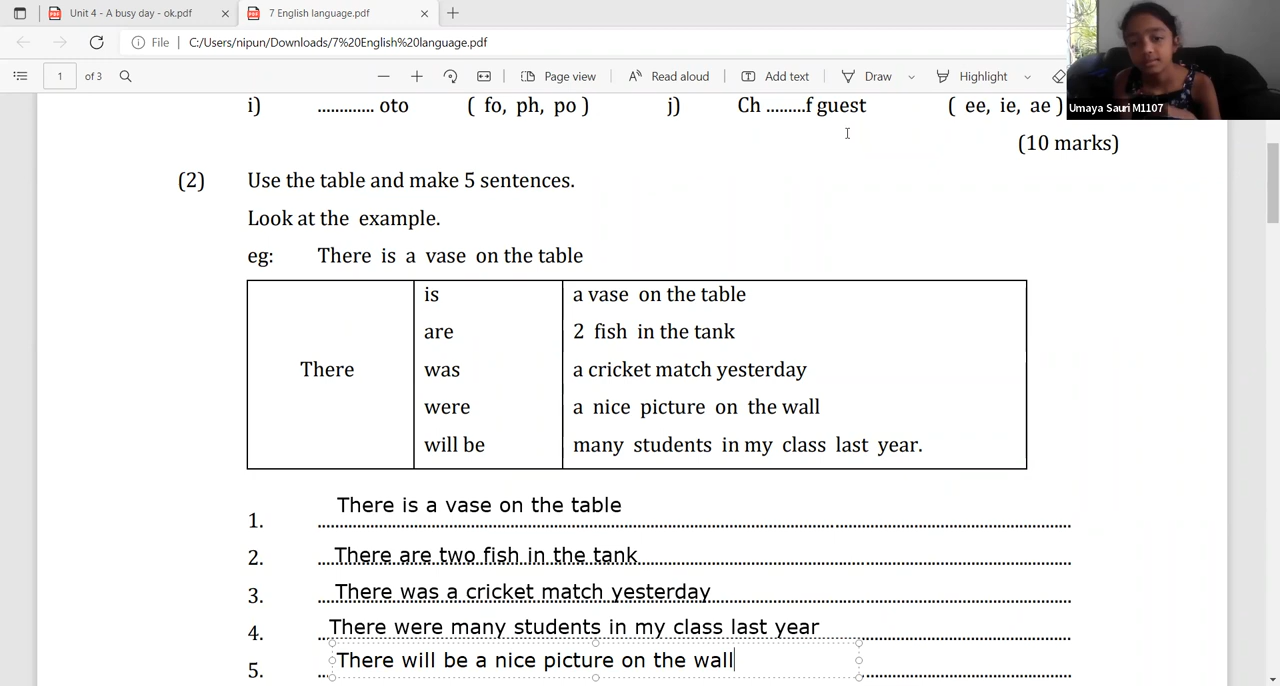 Unit 4 - A busy day - ok.pdf
7 English language.pdf
File C:/Users/nipun/Downloads/7%20English%20language.pdf
1 of 3 Page view Read aloud Add text Draw Highlight
Umaya Sauri M1107
i) ............. oto ( fo, ph, po ) j) Ch .........f guest ( ee, ie, ae )
(10 marks)
(2) Use the table and make 5 sentences.
Look at the example.
eg: There is a vase on the table
is a vase on the table
are 2 fish in the tank
There was a cricket match yesterday
were a nice picture on the wall
will be many students in my class last year.
1. There is a vase on the table
2. There are two fish in the tank
3. There was a cricket match yesterday
4. There were many students in my class last year
5. There will be a nice picture on the wall